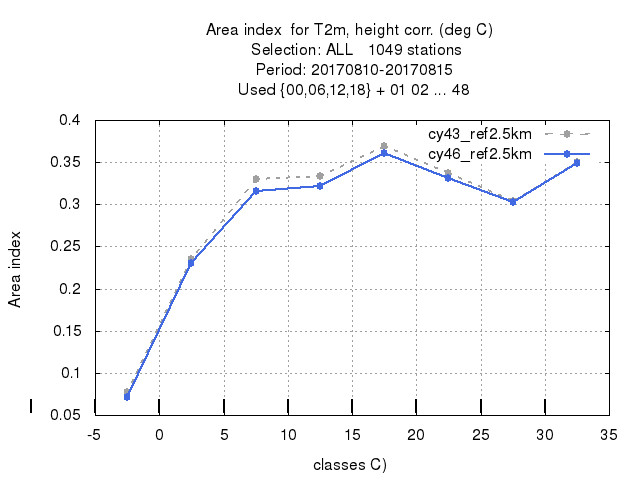 Area index  for T2m, height corr. (deg C)
Selection: ALL   1049 stations
Period: 20170810-20170815
Used {00,06,12,18} + 01 02 ... 48
cy43_ref2.5km
cy46_ref2.5km
0.4
0.35
0.3
0.25
0.2
0.15
0.1
0.05
Area index
-5 0 5 10 15 20 25 30 35
classes C)